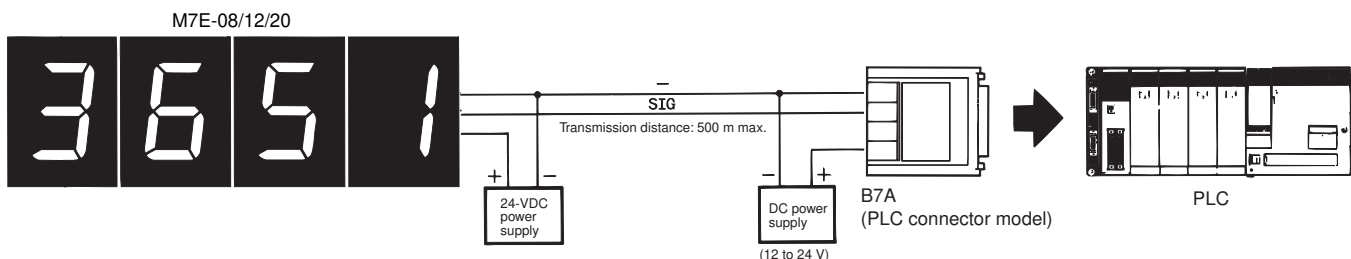 M7E-08/12/20
3651
−
SIG
Transmission distance: 500 m max.
+ −
24-VDC
power
supply
− +
DC power
supply
(12 to 24 V)
B7A
(PLC connector model)
PLC